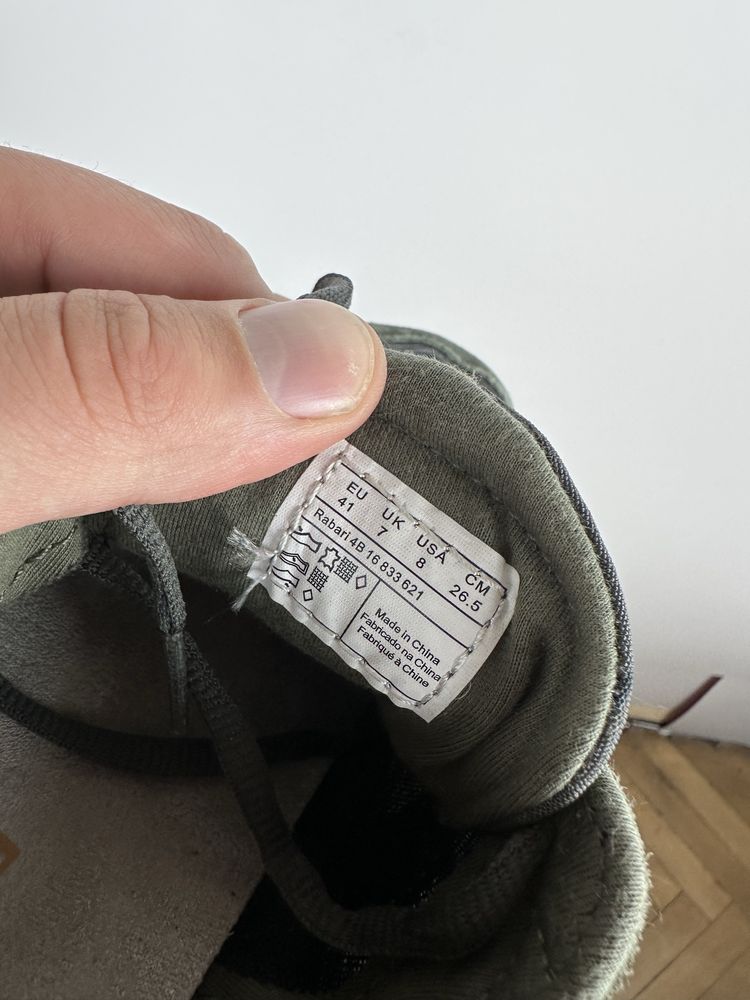 EU UK USA CM
41 7 8 26.5
Rabari 4B 16 833 621
Made in China
Fabricado na China
Fabriqué à Chine